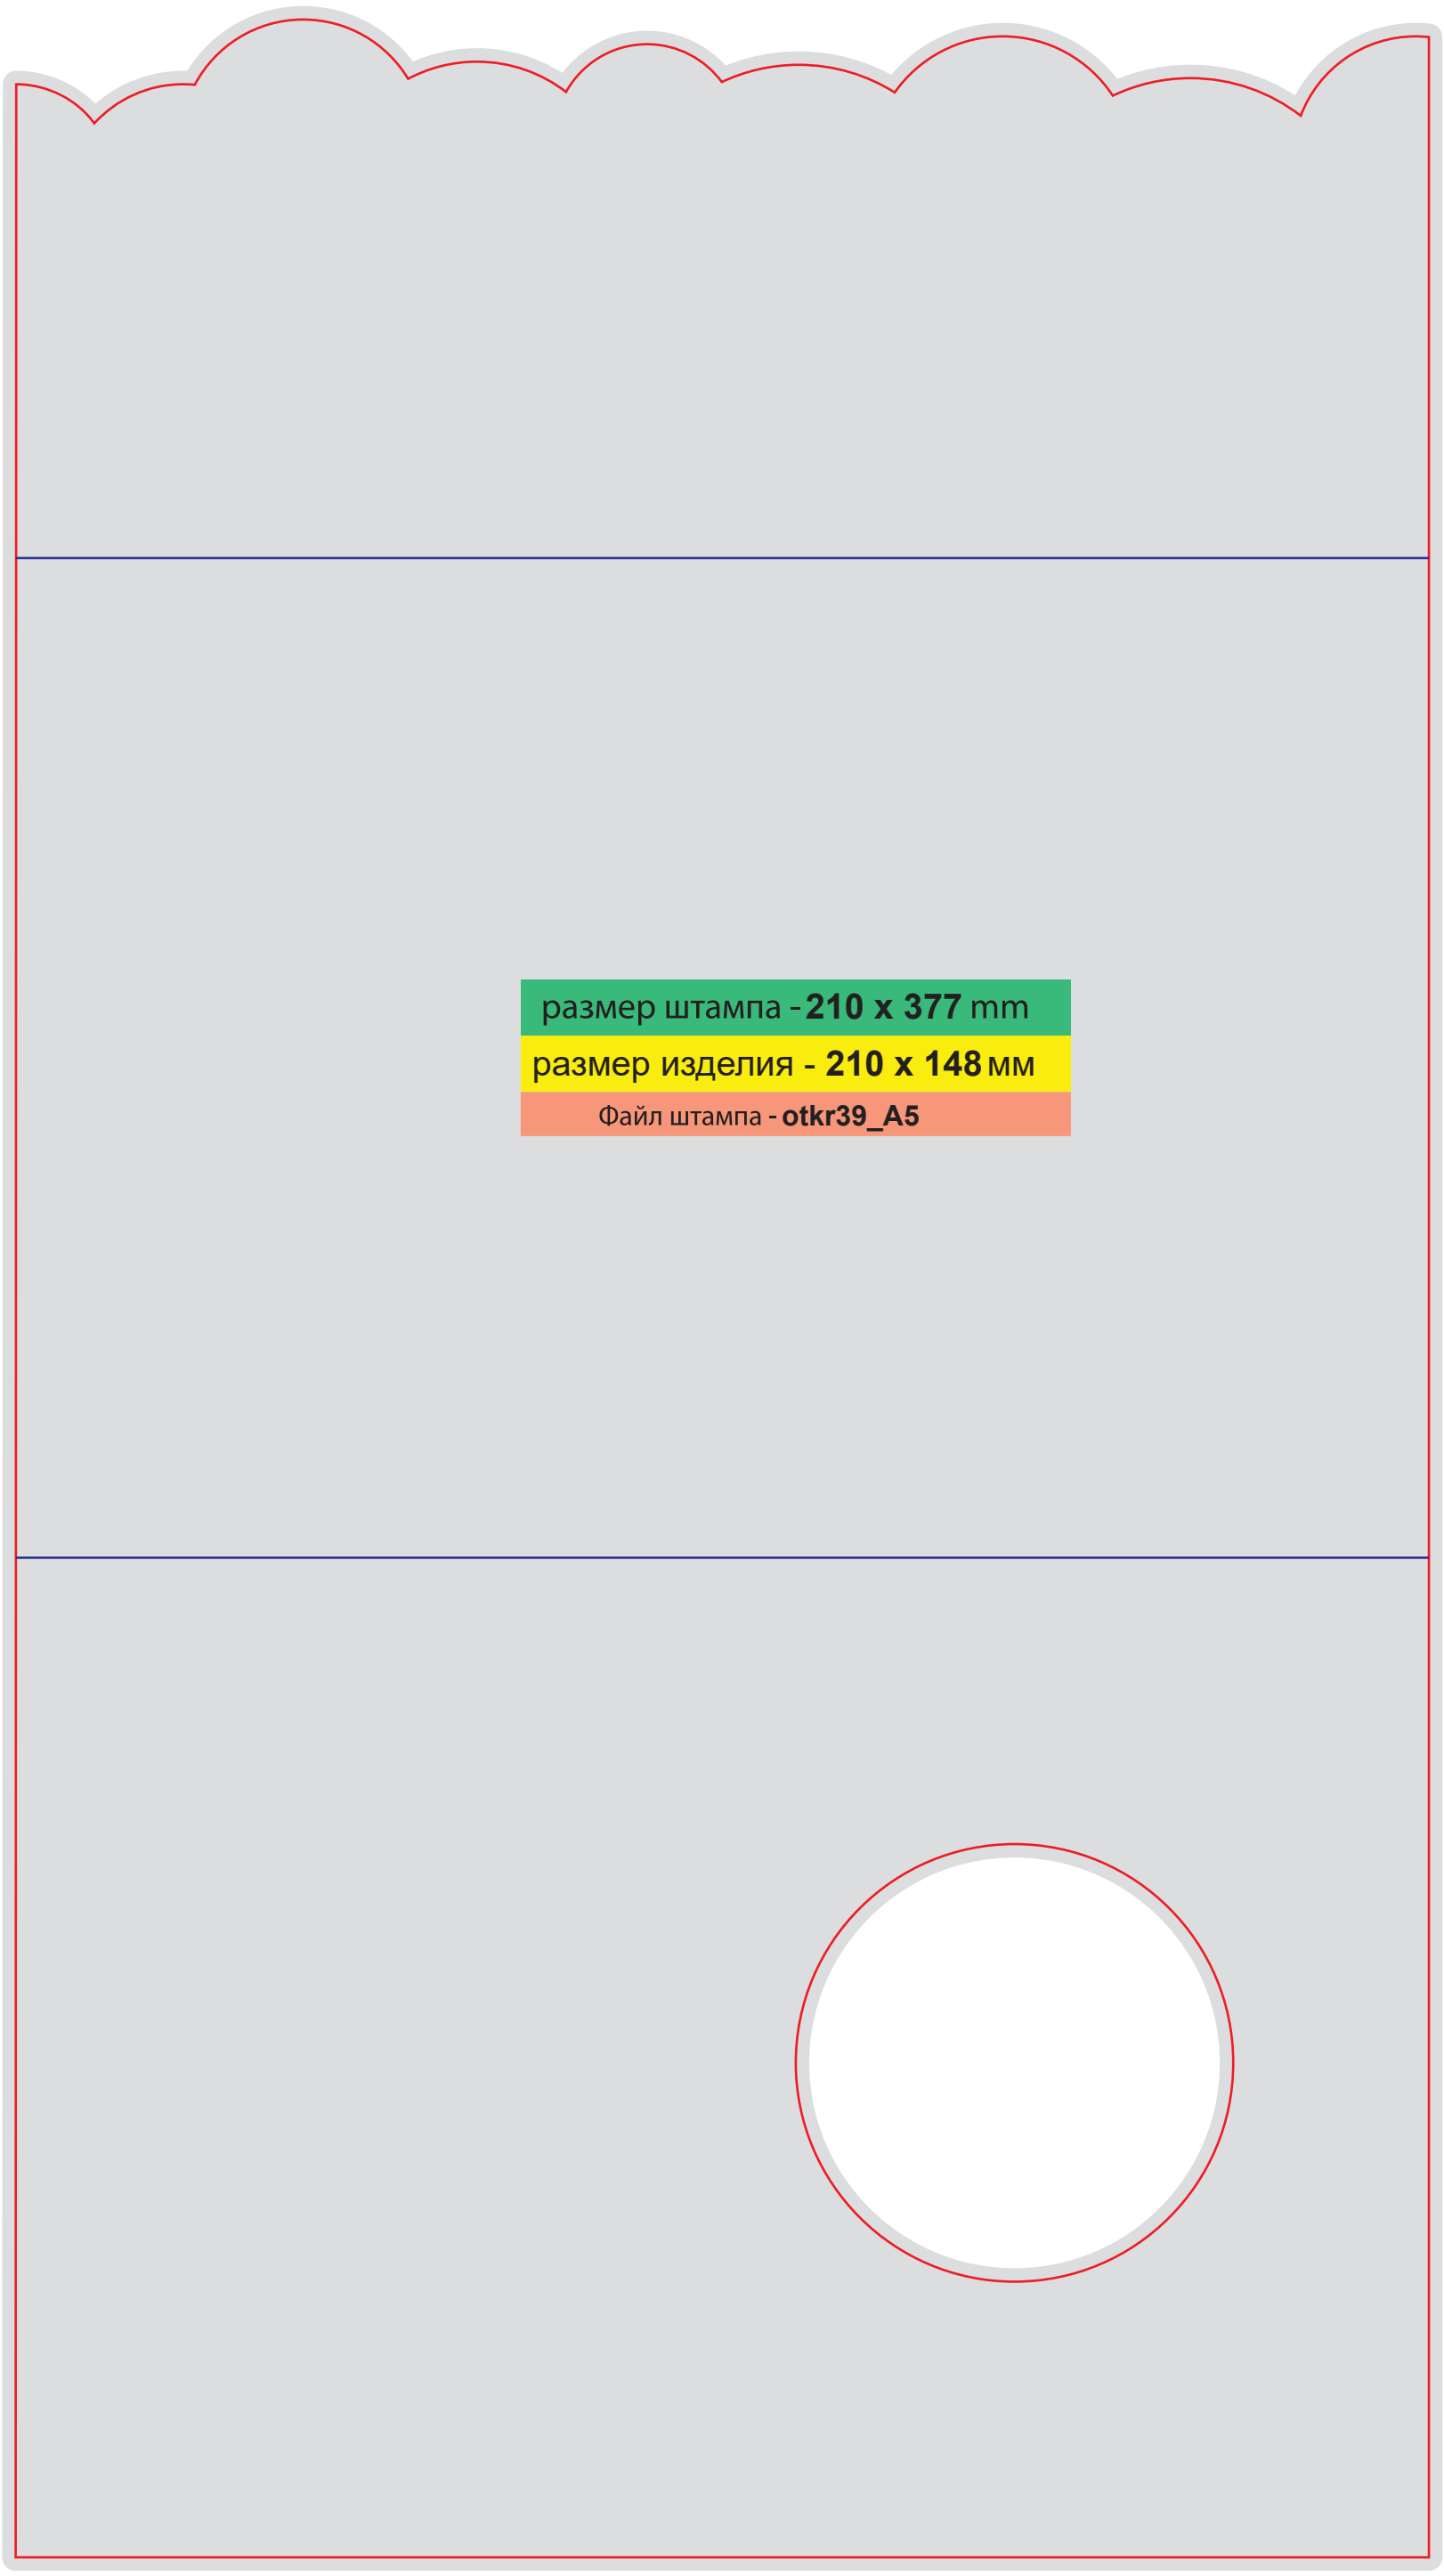 размер штампа - 210 x 377 mm
размер изделия - 210 x 148 мм
Файл штампа - otkr39_A5